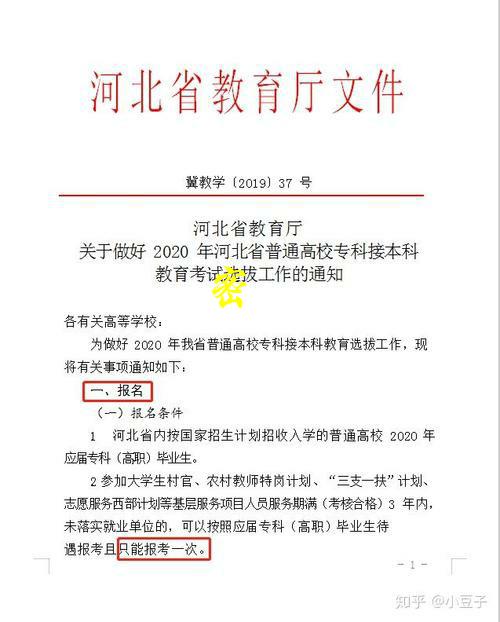 河北省教育厅文件
冀教学〔2019〕37 号
河北省教育厅
关于做好 2020 年河北省普通高校专科接本科
教育考试选拔工作的通知
密
各有关高等学校：
为做好 2020 年我省普通高校专科接本科教育选拔工作，现
将有关事项通知如下：
一、报名
（一）报名条件
1 河北省内按国家招生计划招收入学的普通高校 2020 年
应届专科（高职）毕业生。
2 参加大学生村官、农村教师特岗计划、“三支一扶”计划、
志愿服务西部计划等基层服务项目人员服务期满（考核合格）3 年内，
未落实就业单位的，可以按照应届专科（高职）毕业生待
遇报考且只能报考一次。
- 1 -
知乎 @小豆子